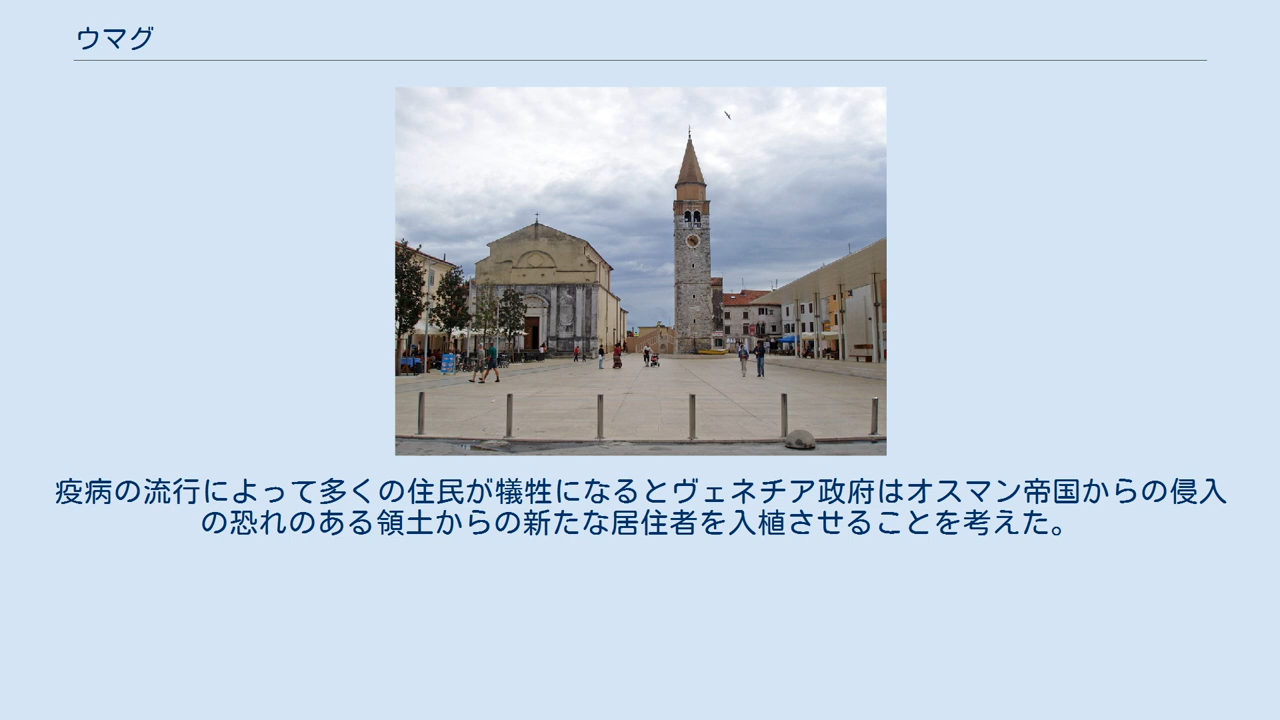 ウマグ
疫病の流行によって多くの住民が犠牲になるとヴェネチア政府はオスマン帝国からの侵入
の恐れのある領土からの新たな居住者を入植させることを考えた。